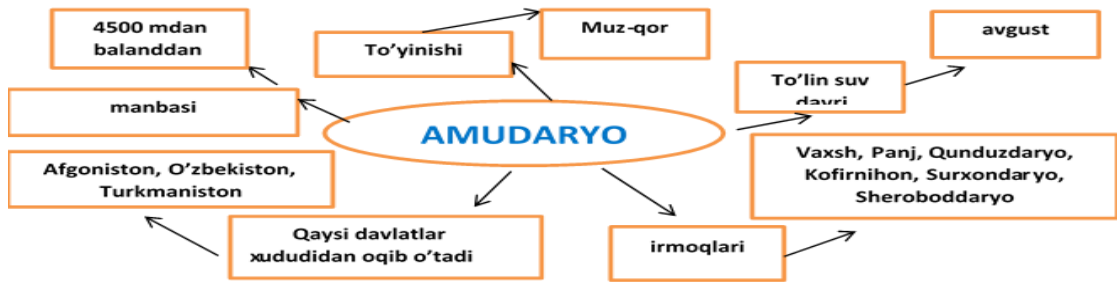 4500 mdan
balanddan
To’yinishi
Muz-qor
avgust
manbasi
To’lin suv
davri
AMUDARYO
Afgoniston, O’zbekiston,
Turkmaniston
Vaxsh, Panj, Qunduzdaryo,
Kofirnihon, Surxondaryo,
Sheroboddaryo
Qaysi davlatlar
xududidan oqib o’tadi
irmoqlari